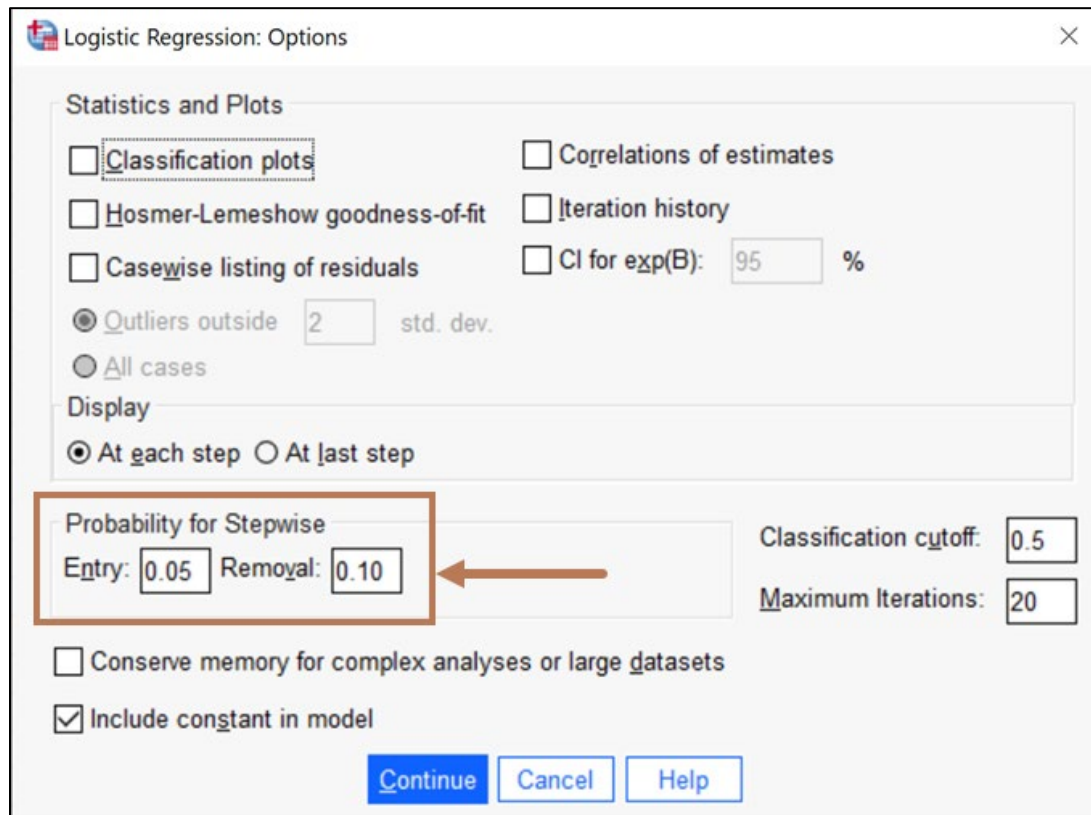 Logistic Regression: Options
Statistics and Plots
Classification plots
Correlations of estimates
Hosmer-Lemeshow goodness-of-fit
Iteration history
Casewise listing of residuals
CI for exp(B): 95 %
Outliers outside 2 std. dev.
All cases
Display
At each step At last step
Probability for Stepwise
Entry: 0.05 Removal: 0.10
Classification cutoff: 0.5
Maximum Iterations: 20
Conserve memory for complex analyses or large datasets
Include constant in model
Continue Cancel Help